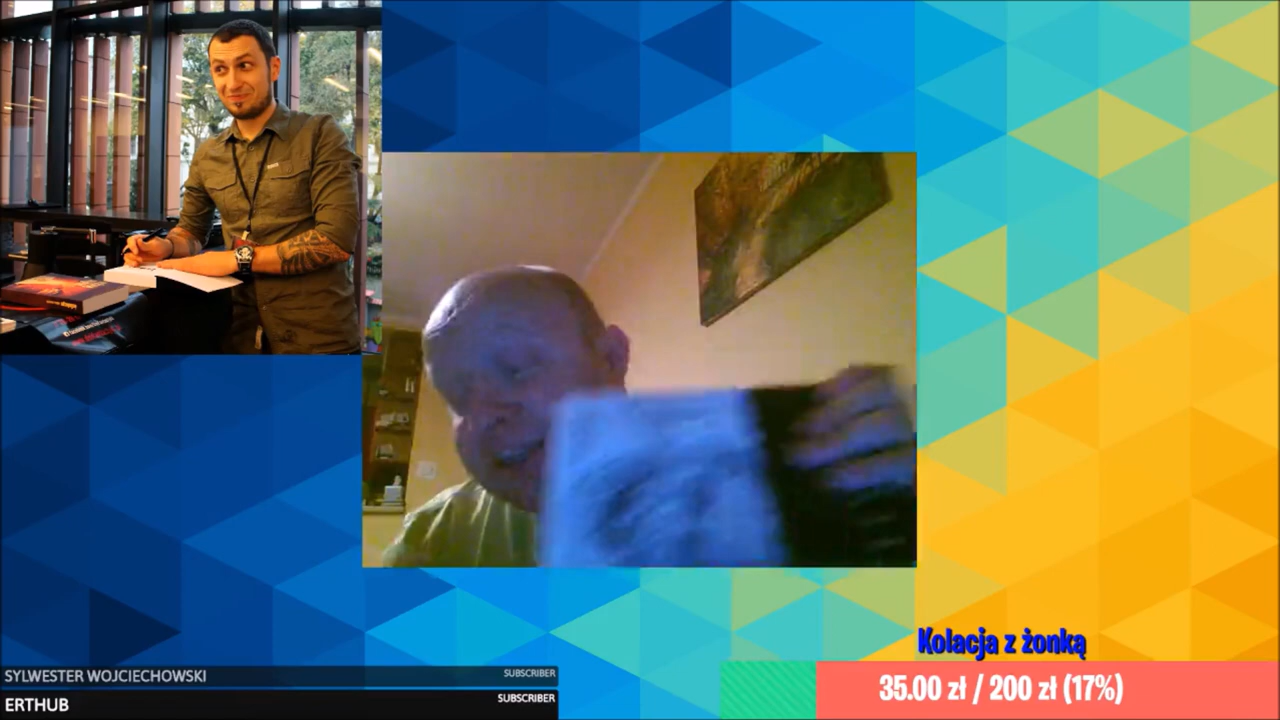 SYLWESTER WOJCIECHOWSKI SUBSCRIBER
ERTHUB SUBSCRIBER
Kolacja z żonką
35.00 zł / 200 zł (17%)